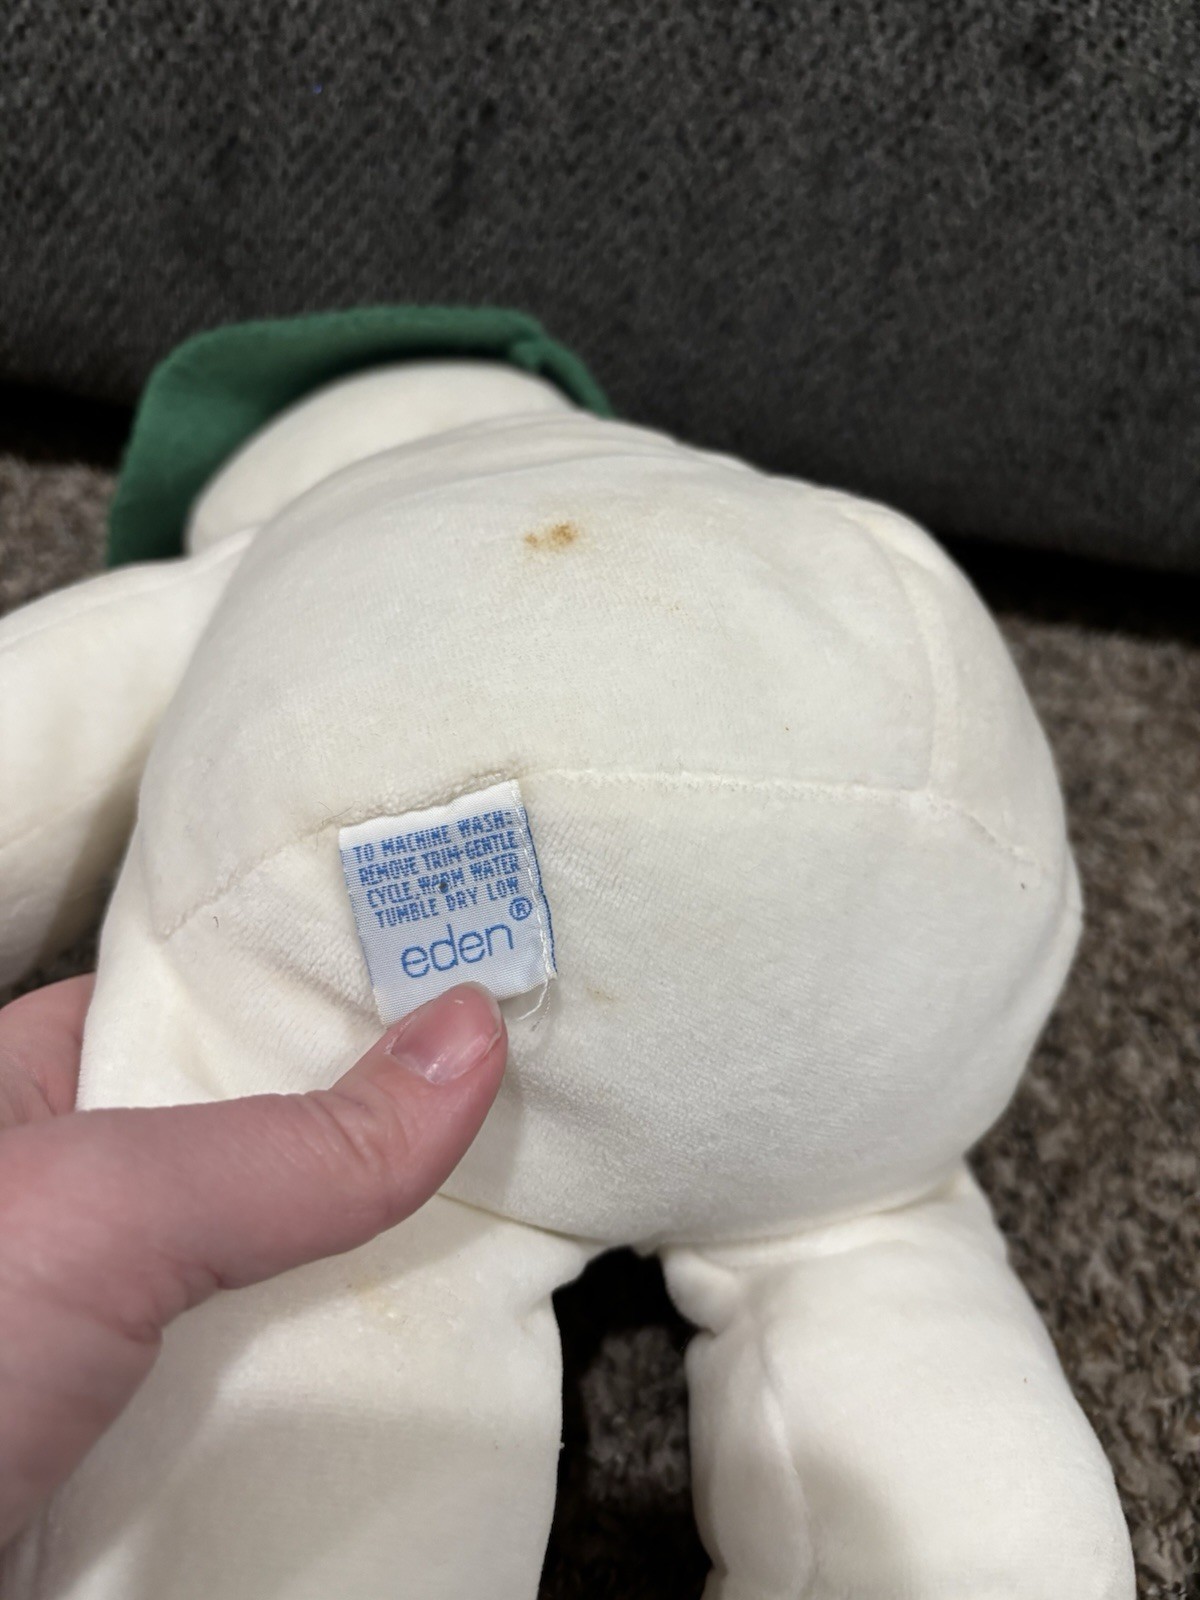 TO MACHINE WASH:
REMOVE TRIM-GENTLE
CYCLE, WARM WATER
TUMBLE DRY LOW
eden®